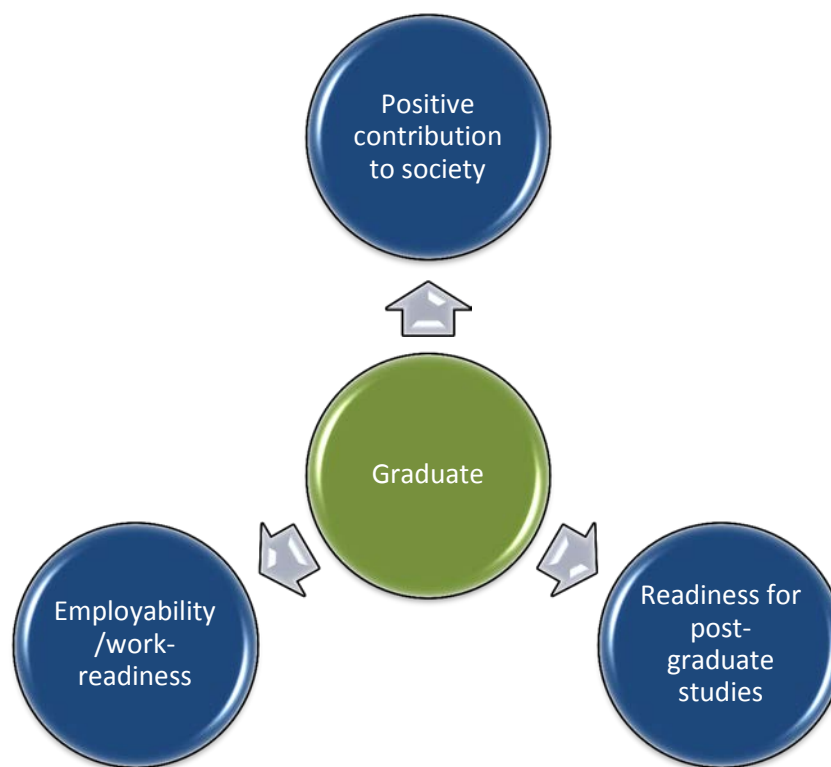 Positive
contribution
to society
Graduate
Employability
/work-
readiness
Readiness for
post-
graduate
studies